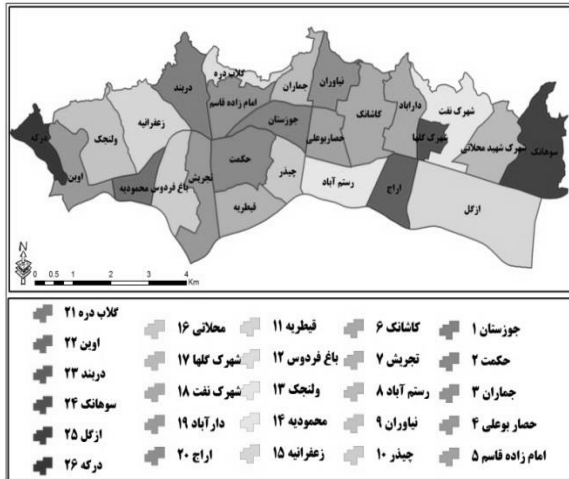 گلاب دره
نیاوران
جماران
دربند
شهرک نفت
داراباد
امام زاده قاسم
کاشانک
زعفرانیه
جوزستان
سوهانک
ولنجک
حصاربوعلی
شهرک گلها
درکه
شهرک شهید محلاتی
حکمت
اوین
محمودیه
باغ فردوس
تجریش
چیذر
رستم آباد
اراج
ازگل
قیطریه
N
0 0.5 1 2 3 4
Km
جوزستان ۱
حکمت ۲
جماران ۳
حصار بوعلی ۴
امام زاده قاسم ۵
کاشانک ۶
تجریش ۷
رستم آباد ۸
نیاوران ۹
چیذر ۱۰
قیطریه ۱۱
باغ فردوس ۱۲
ولنجک ۱۳
محمودیه ۱۴
زعفرانیه ۱۵
محلاتی ۱۶
شهرک گلها ۱۷
شهرک نفت ۱۸
دارآباد ۱۹
اراج ۲۰
گلاب دره ۲۱
اوین ۲۲
دربند ۲۳
سوهانک ۲۴
ازگل ۲۵
درکه ۲۶